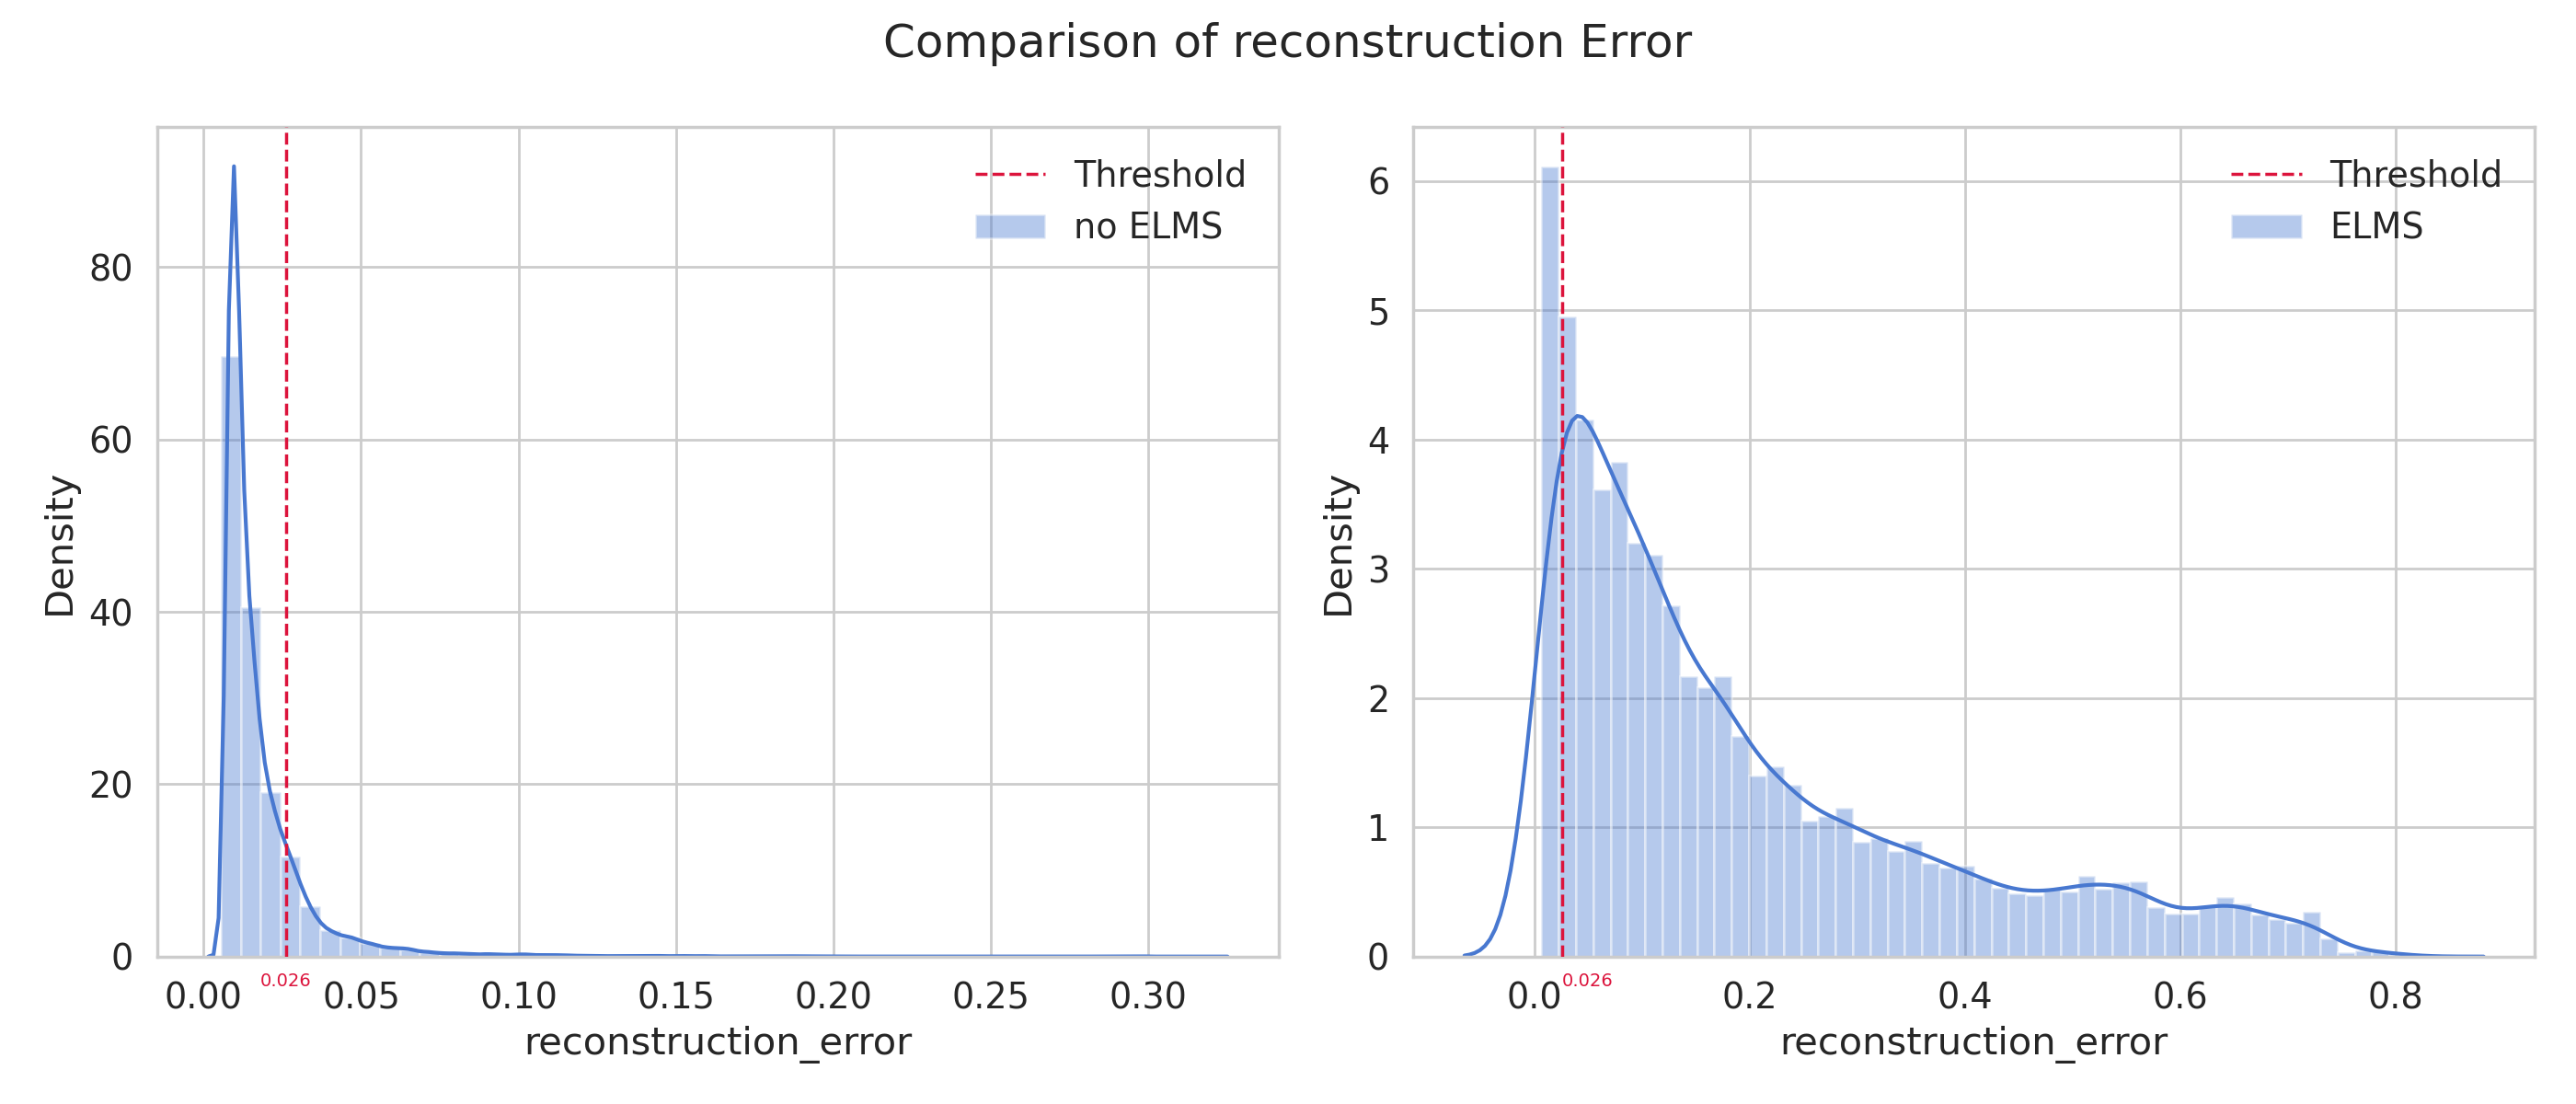 Comparison of reconstruction Error
Threshold
no ELMS
Density
80
60
40
20
0
0.026
0.00 0.05 0.10 0.15 0.20 0.25 0.30
reconstruction_error
Threshold
ELMS
Density
6
5
4
3
2
1
0
0.026
0.0 0.2 0.4 0.6 0.8
reconstruction_error